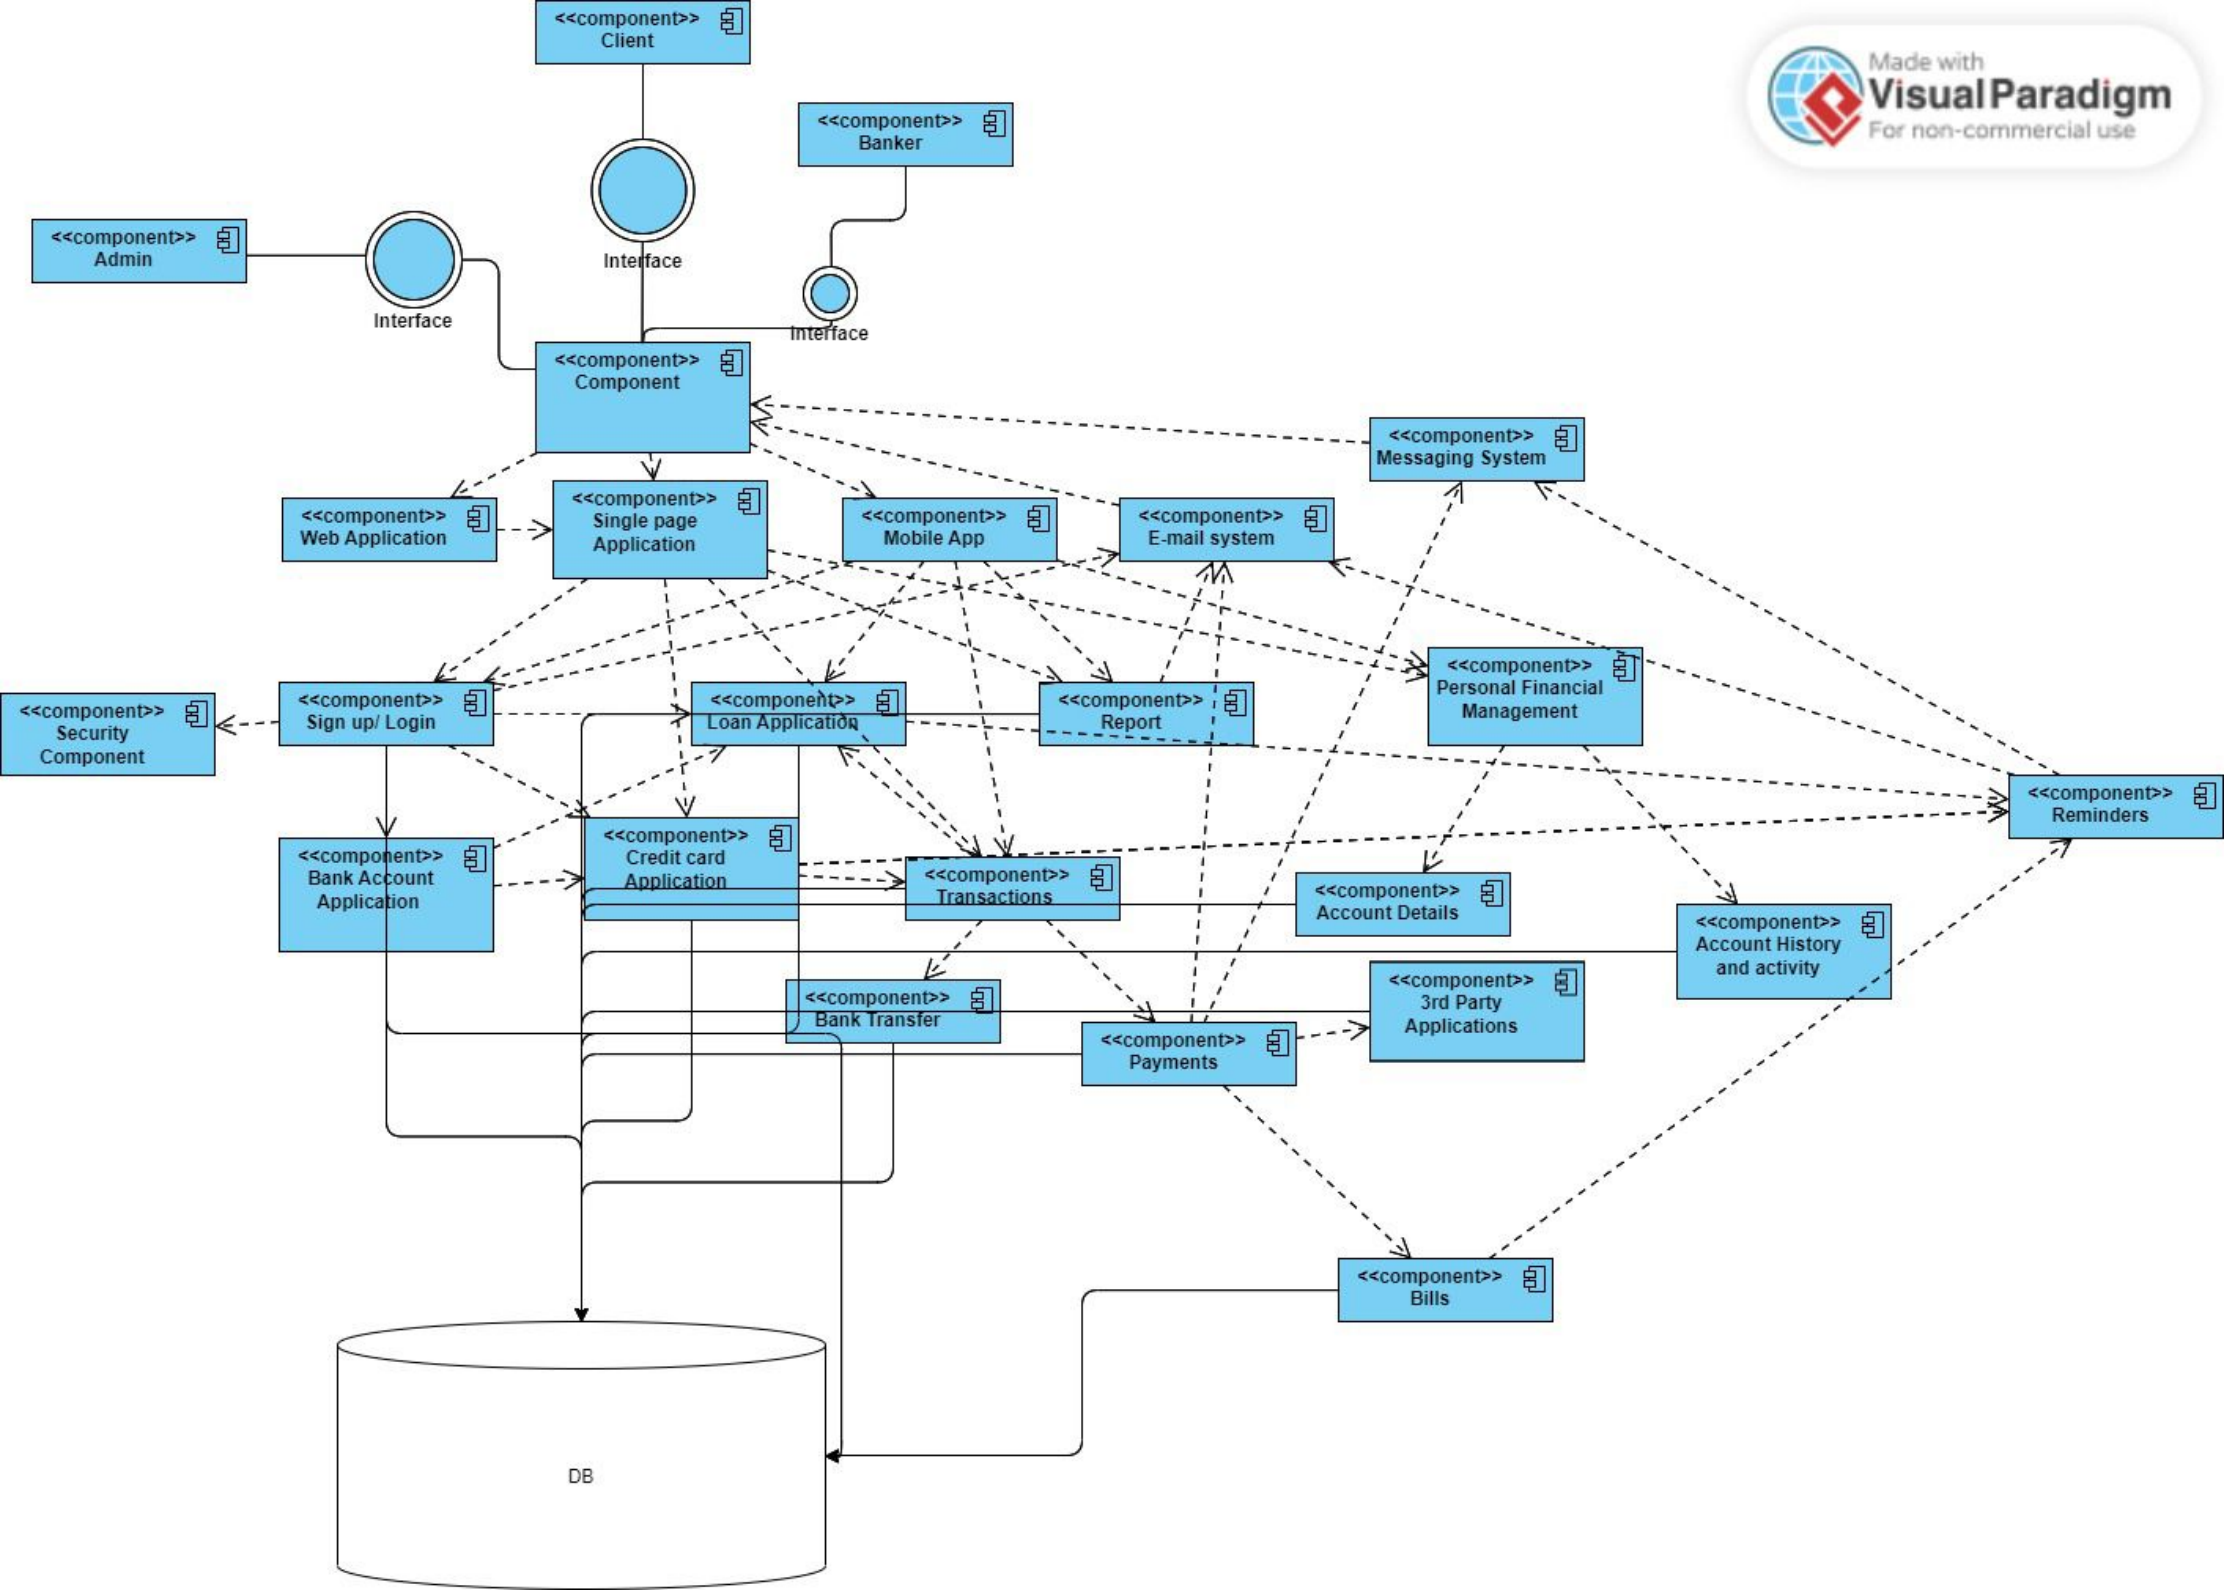 <<component>>
Client
Made with
Visual Paradigm
For non-commercial use
<<component>>
Banker
<<component>>
Admin
Interface
Interface
Interface
<<component>>
Component
<<component>>
Messaging System
<<component>>
Web Application
<<component>>
Single page
Application
<<component>>
Mobile App
<<component>>
E-mail system
<<component>>
Personal Financial
Management
<<component>>
Security
Component
<<component>>
Sign up/ Login
<<component>>
Loan Application
<<component>>
Report
<<component>>
Reminders
<<component>>
Bank Account
Application
<<component>>
Credit card
Application
<<component>>
Transactions
<<component>>
Account Details
<<component>>
Account History
and activity
<<component>>
Bank Transfer
<<component>>
3rd Party
Applications
<<component>>
Payments
<<component>>
Bills
DB